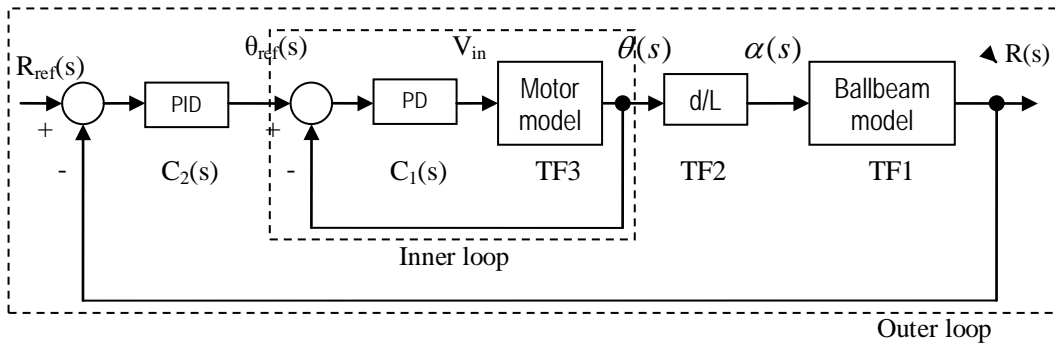 θref(s)
Vin
θ(s)
α(s)
R(s)
Rref(s)
PID
PD
Motor
model
d/L
Ballbeam
model
+
+
-
-
C2(s)
C1(s)
TF3
TF2
TF1
Inner loop
Outer loop